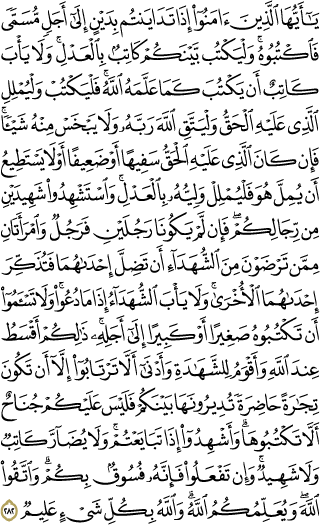 يَـٰٓأَيُّهَا ٱلَّذِينَ ءَامَنُوٓا۟ إِذَا تَدَايَنتُم بِدَيْنٍ إِلَىٰٓ أَجَلٍ مُّسَمًّى
فَٱكْتُبُوهُ ۚ وَلْيَكْتُب بَّيْنَكُمْ كَاتِبٌۢ بِٱلْعَدْلِ ۚ وَلَا يَأْبَ
كَاتِبٌ أَن يَكْتُبَ كَمَا عَلَّمَهُ ٱللَّهُ ۚ فَلْيَكْتُبْ وَلْيُمْلِلِ
ٱلَّذِى عَلَيْهِ ٱلْحَقُّ وَلْيَتَّقِ ٱللَّهَ رَبَّهُۥ وَلَا يَبْخَسْ مِنْهُ شَيْـًٔا ۚ
فَإِن كَانَ ٱلَّذِى عَلَيْهِ ٱلْحَقُّ سَفِيهًا أَوْ ضَعِيفًا أَوْ لَا يَسْتَطِيعُ
أَن يُمِلَّ هُوَ فَلْيُمْلِلْ وَلِيُّهُۥ بِٱلْعَدْلِ ۚ وَٱسْتَشْهِدُوا۟ شَهِيدَيْنِ
مِن رِّجَالِكُمْ ۖ فَإِن لَّمْ يَكُونَا رَجُلَيْنِ فَرَجُلٌ وَٱمْرَأَتَانِ
مِمَّن تَرْضَوْنَ مِنَ ٱلشُّهَدَآءِ أَن تَضِلَّ إِحْدَىٰهُمَا فَتُذَكِّرَ
إِحْدَىٰهُمَا ٱلْأُخْرَىٰ ۚ وَلَا يَأْبَ ٱلشُّهَدَآءُ إِذَا مَا دُعُوا۟ ۚ وَلَا تَسْـَٔمُوٓا۟
أَن تَكْتُبُوهُ صَغِيرًا أَوْ كَبِيرًا إِلَىٰٓ أَجَلِهِۦ ۚ ذَٰلِكُمْ أَقْسَطُ
عِندَ ٱللَّهِ وَأَقْوَمُ لِلشَّهَـٰدَةِ وَأَدْنَىٰٓ أَلَّا تَرْتَابُوٓا۟ ۖ إِلَّآ أَن تَكُونَ
تِجَـٰرَةً حَاضِرَةً تُدِيرُونَهَا بَيْنَكُمْ فَلَيْسَ عَلَيْكُمْ جُنَاحٌ
أَلَّا تَكْتُبُوهَا ۗ وَأَشْهِدُوٓا۟ إِذَا تَبَايَعْتُمْ ۚ وَلَا يُضَآرَّ كَاتِبٌ
وَلَا شَهِيدٌ ۚ وَإِن تَفْعَلُوا۟ فَإِنَّهُۥ فُسُوقٌۢ بِكُمْ ۗ وَٱتَّقُوا۟
ٱللَّهَ ۖ وَيُعَلِّمُكُمُ ٱللَّهُ ۗ وَٱللَّهُ بِكُلِّ شَىْءٍ عَلِيمٌ ٢٨٢